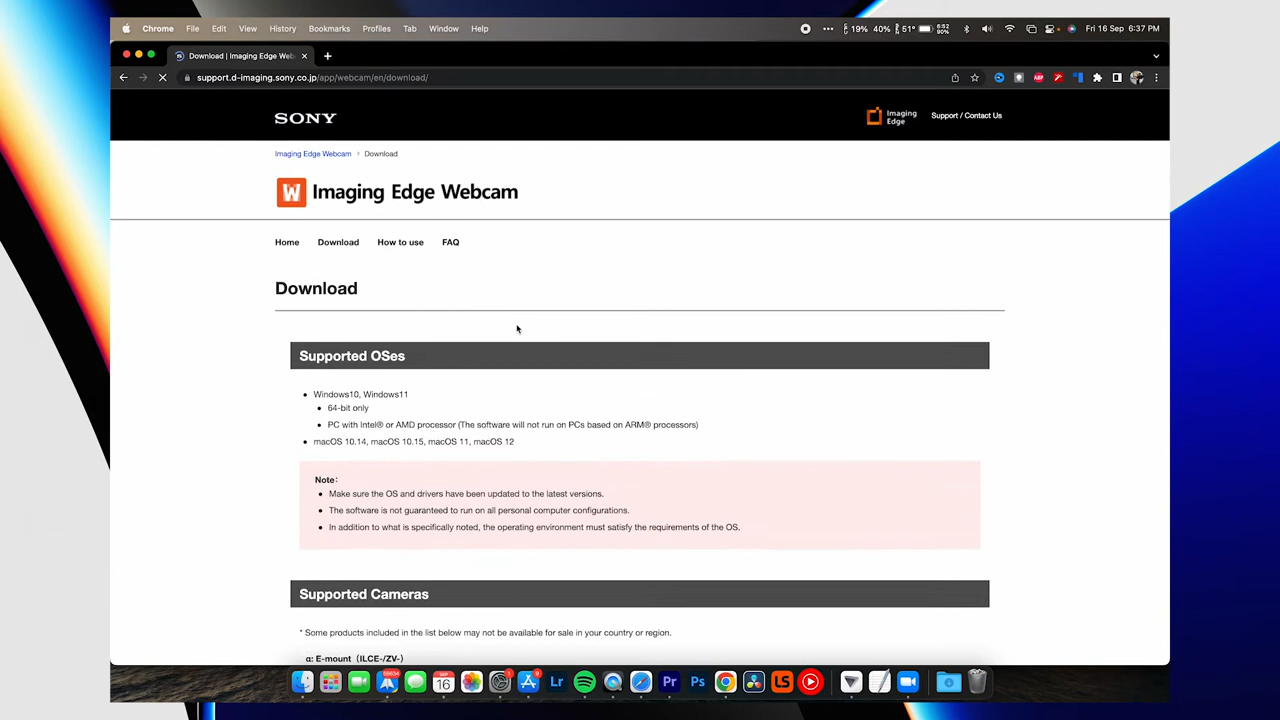 Chrome File Edit View History Bookmarks Profiles Tab Window Help 19% 40% 51° Fri 16 Sep 6:37 PM
Download | Imaging Edge Web
support.d-imaging.sony.co.jp/app/webcam/en/download/
SONY
Imaging Edge
Support / Contact Us
Imaging Edge Webcam › Download
W Imaging Edge Webcam
Home Download How to use FAQ
Download
Supported OSes
• Windows10, Windows11
• 64-bit only
• PC with Intel® or AMD processor (The software will not run on PCs based on ARM® processors)
• macOS 10.14, macOS 10.15, macOS 11, macOS 12
Note:
• Make sure the OS and drivers have been updated to the latest versions.
• The software is not guaranteed to run on all personal computer configurations.
• In addition to what is specifically noted, the operating environment must satisfy the requirements of the OS.
Supported Cameras
* Some products included in the list below may not be available for sale in your country or region.
α: E-mount（ILCE-/ZV-）
SEP 16 Lr Pr Ps LS